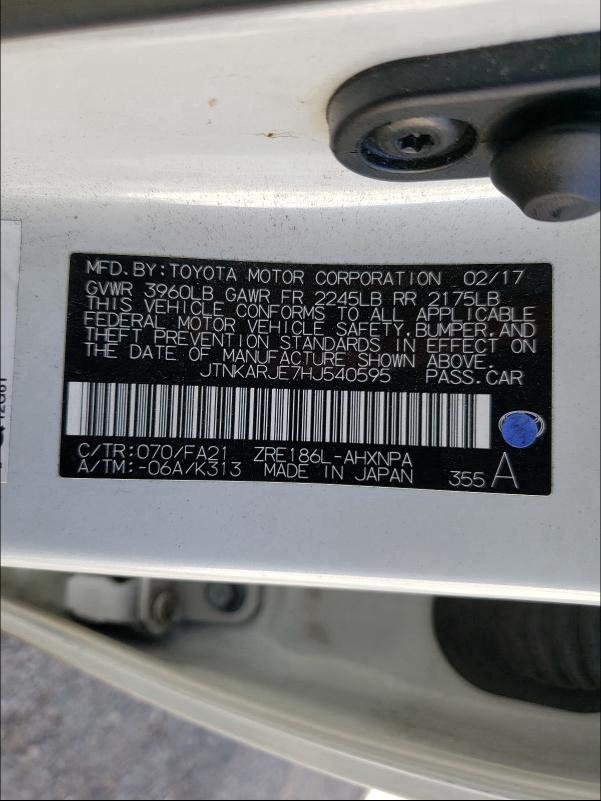 MFD.BY:TOYOTA MOTOR CORPORATION 02/17
GVWR 3960LB GAWR FR 2245LB RR 2175LB
THIS VEHICLE CONFORMS TO ALL APPLICABLE
FEDERAL MOTOR VEHICLE SAFETY,BUMPER,AND
THEFT PREVENTION STANDARDS IN EFFECT ON
THE DATE OF MANUFACTURE SHOWN ABOVE.
JTNKARJE7HJ540595 PASS.CAR
C/TR:070/FA21 ZRE186L-AHXNPA
A/TM:-06A/K313 MADE IN JAPAN 355 A